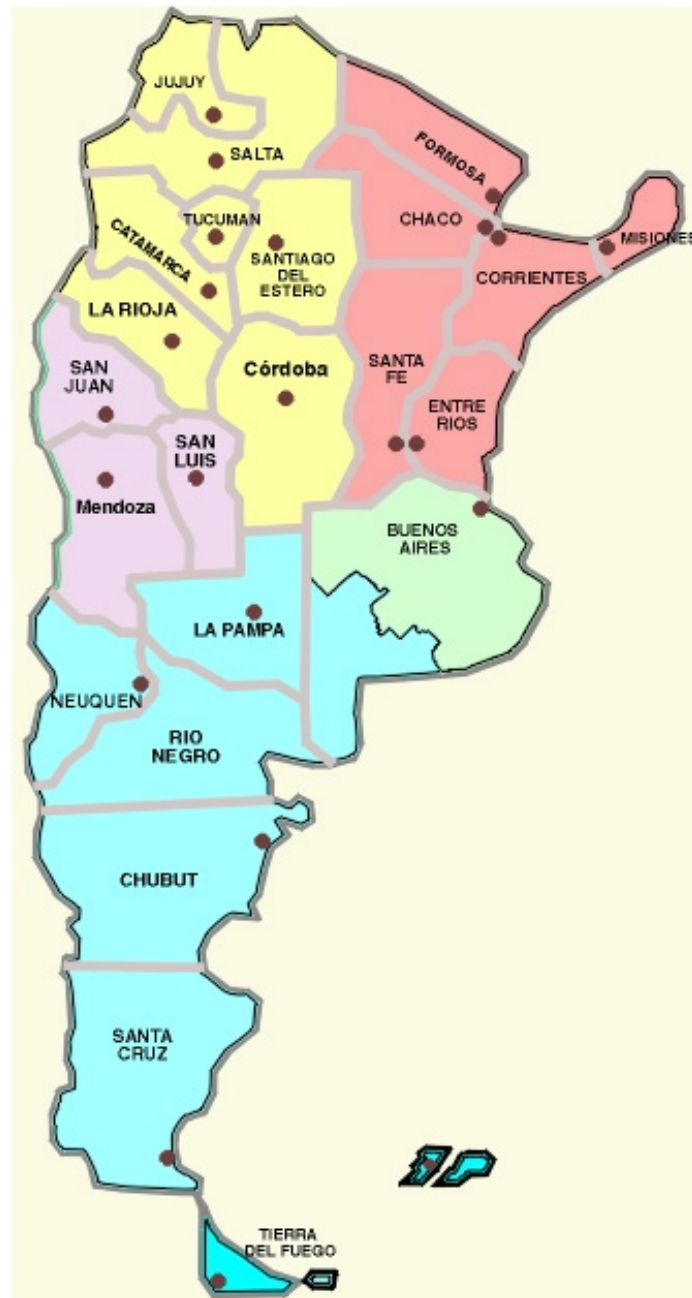 JUJUY
SALTA
FORMOSA
TUCUMAN
CHACO
MISIONES
CATAMARCA
SANTIAGO
DEL
ESTERO
CORRIENTES
LA RIOJA
SAN
JUAN
Córdoba
SANTA
FE
ENTRE
RIOS
SAN
LUIS
Mendoza
BUENOS
AIRES
LA PAMPA
NEUQUEN
RIO
NEGRO
CHUBUT
SANTA
CRUZ
TIERRA
DEL FUEGO